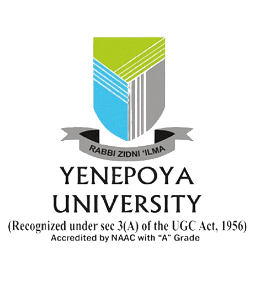 RABBI ZIDNI 'ILMA
YENEPOYA
UNIVERSITY
(Recognized under sec 3(A) of the UGC Act, 1956)
Accredited by NAAC with "A" Grade